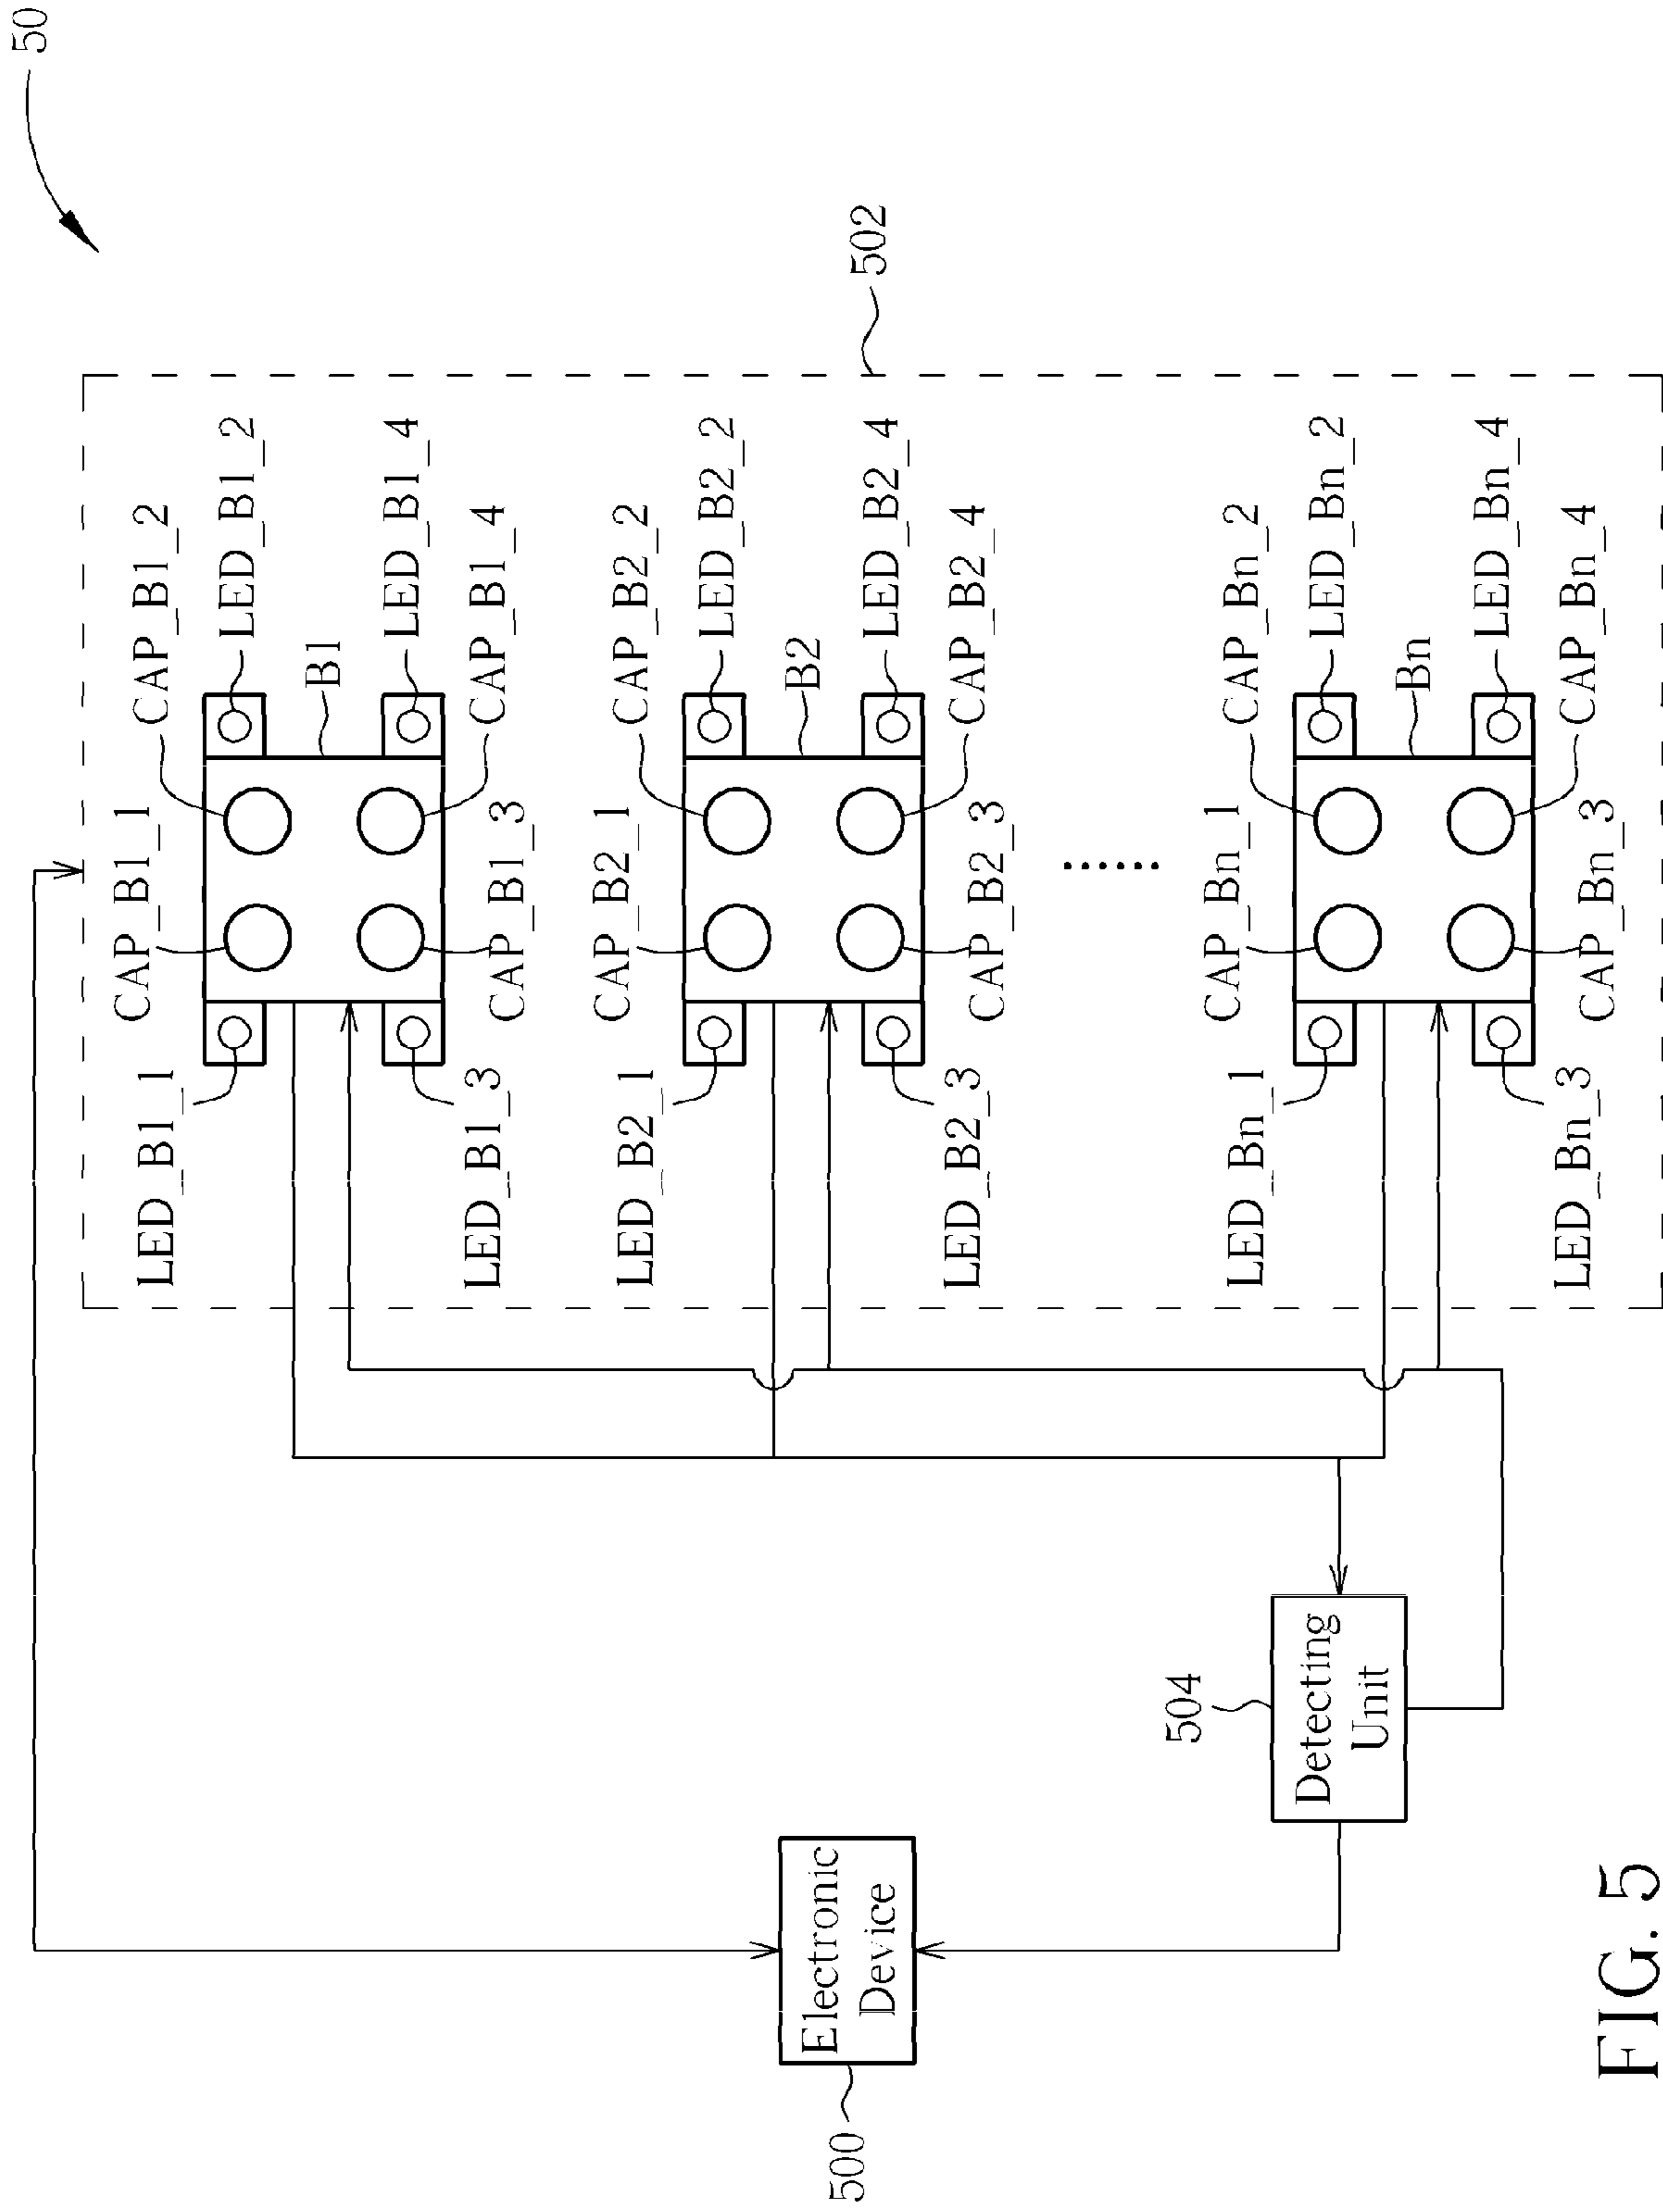 50
502
CAP_B1_1
CAP_B1_2
LED_B1_1
LED_B1_2
B1
LED_B1_3
LED_B1_4
CAP_B1_3
CAP_B1_4
CAP_B2_1
CAP_B2_2
LED_B2_1
LED_B2_2
B2
LED_B2_3
LED_B2_4
CAP_B2_3
CAP_B2_4
......
CAP_Bn_1
CAP_Bn_2
LED_Bn_1
LED_Bn_2
Bn
LED_Bn_3
LED_Bn_4
CAP_Bn_3
CAP_Bn_4
504
Detecting
Unit
500
Electronic
Device
FIG. 5